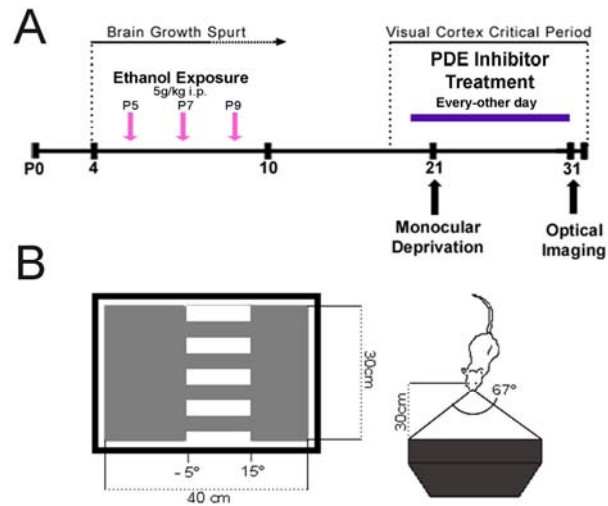 A
Brain Growth Spurt
Visual Cortex Critical Period
Ethanol Exposure
5g/kg i.p.
P5 P7 P9
PDE Inhibitor
Treatment
Every-other day
P0 4 10 21 31
Monocular
Deprivation
Optical
Imaging
B
30cm
-5° 15°
40 cm
30cm
67°